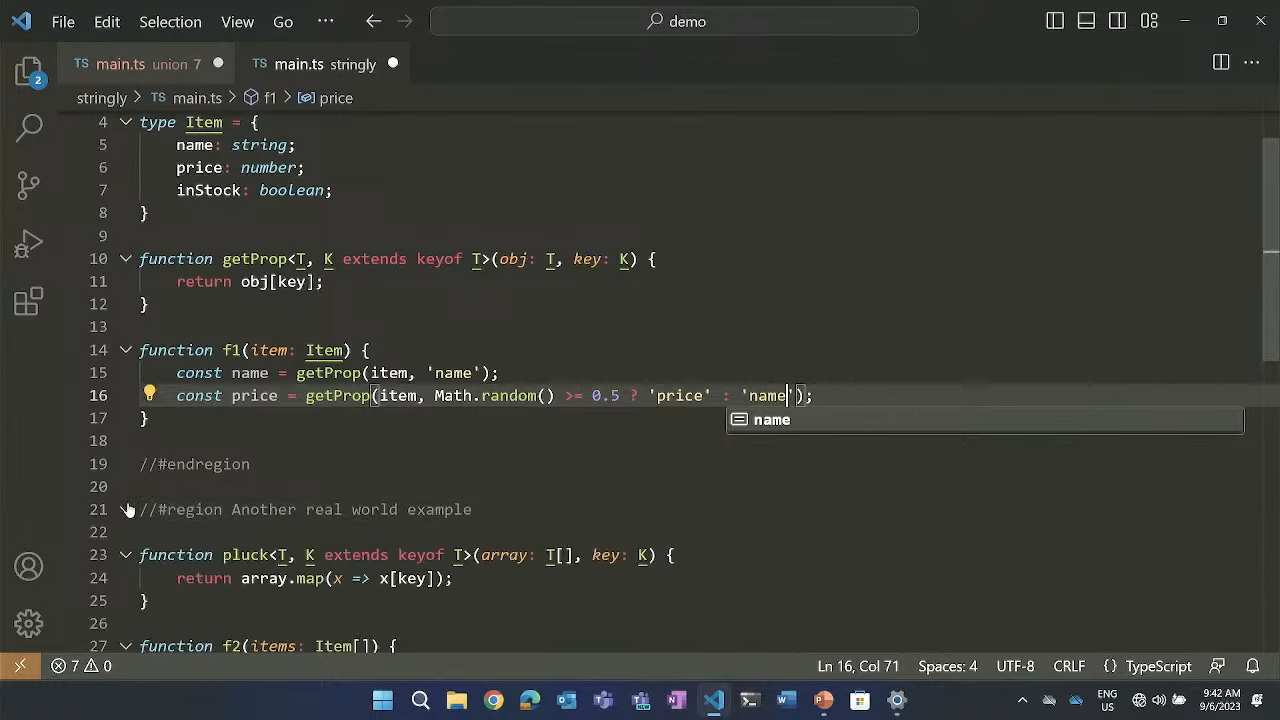 File Edit Selection View Go ··· demo
2
TS main.ts union 7 TS main.ts stringly
stringly > TS main.ts > f1 > price
4 type Item = {
5 name: string;
6 price: number;
7 inStock: boolean;
8 }
9
10 function getProp<T, K extends keyof T>(obj: T, key: K) {
11 return obj[key];
12 }
13
14 function f1(item: Item) {
15 const name = getProp(item, 'name');
16 const price = getProp(item, Math.random() >= 0.5 ? 'price' : 'name');
name
17 }
18
19 //#endregion
20
21 //#region Another real world example
22
23 function pluck<T, K extends keyof T>(array: T[], key: K) {
24 return array.map(x => x[key]);
25 }
26
27 function f2(items: Item[]) {
7 0 Ln 16, Col 71 Spaces: 4 UTF-8 CRLF {} TypeScript
ENG
US
9:42 AM
9/6/2023